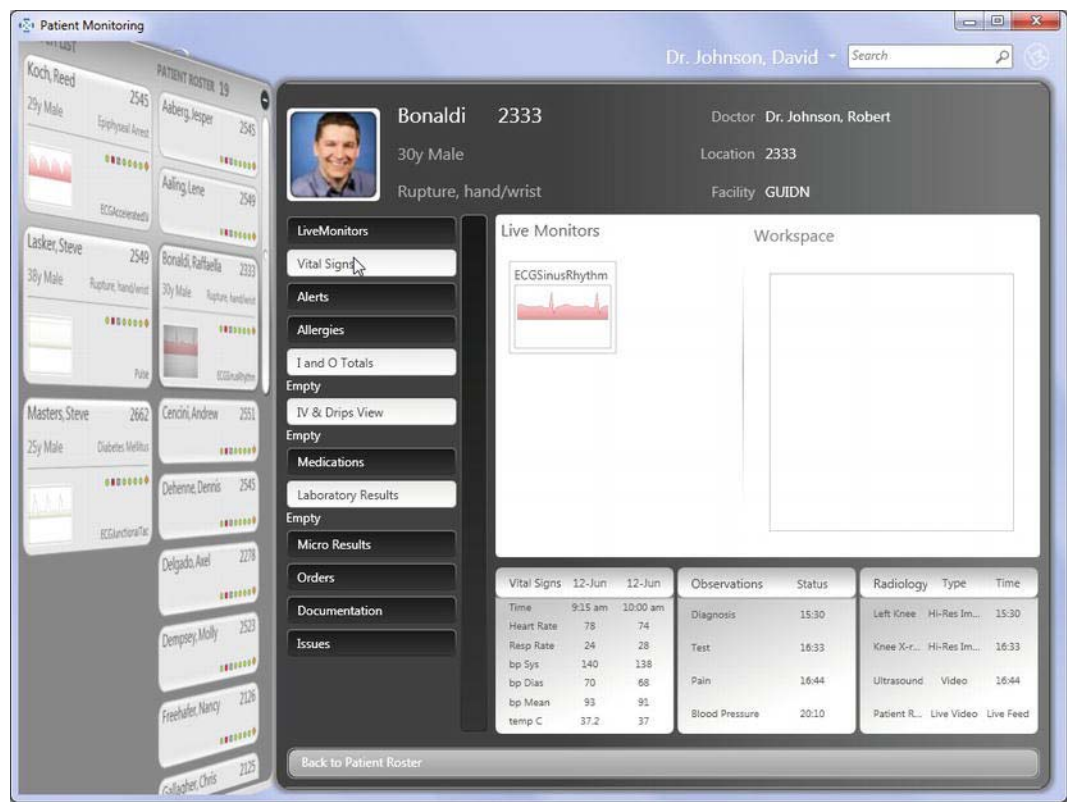 Patient Monitoring
Dr. Johnson, David
Search
Koch, Reed
2545
29y Male
Epiphyseal Arrest
Lasker, Steve
2549
38y Male
Rupture, hand/wrist
Pulse
Masters, Steve
2662
25y Male
Diabetes Mellitus
PATIENT ROSTER 19
Aaberg, Jesper
2545
Aaling, Lene
2549
Bonaldi, Raffaella
2333
30y Male Rupture, hand/wrist
ECGSinusRhythm
Cencini, Andrew 2551
Dehenne, Dennis 2545
Delgado, Axel 2278
Dempsey, Molly 2523
Freehafer, Nancy 2126
Gallagher, Chris 2125
Bonaldi 2333
30y Male
Rupture, hand/wrist
Doctor Dr. Johnson, Robert
Location 2333
Facility GUIDN
LiveMonitors
Vital Signs
Alerts
Allergies
I and O Totals
Empty
IV & Drips View
Empty
Medications
Laboratory Results
Empty
Micro Results
Orders
Documentation
Issues
Live Monitors
Workspace
ECGSinusRhythm
Vital Signs 12-Jun 12-Jun
Time 9:15 am 10:00 am
Heart Rate 78 74
Resp Rate 24 28
bp Sys 140 138
bp Dias 70 68
bp Mean 93 91
temp C 37.2 37
Observations Status
Diagnosis 15:30
Test 16:33
Pain 16:44
Blood Pressure 20:10
Radiology Type Time
Left Knee Hi-Res Im... 15:30
Knee X-r... Hi-Res Im... 16:33
Ultrasound Video 16:44
Patient R... Live Video Live Feed
Back to Patient Roster